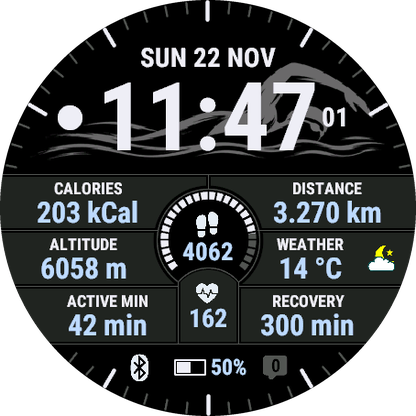 SUN 22 NOV
11:47 01
CALORIES
203 kCal
DISTANCE
3.270 km
4062
ALTITUDE
6058 m
WEATHER
14 °C
ACTIVE MIN
42 min
162
RECOVERY
300 min
50%
0